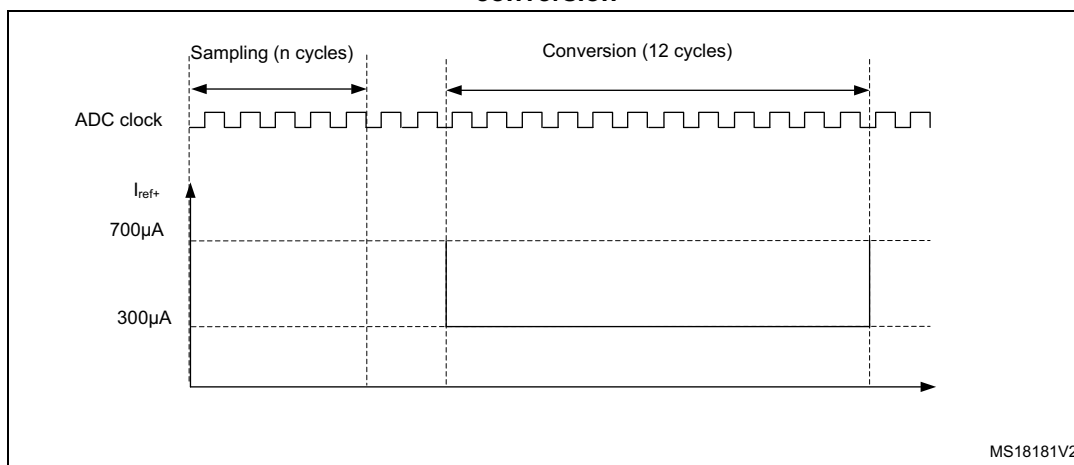 Sampling (n cycles)
Conversion (12 cycles)
ADC clock
Iref+
700µA
300µA
MS18181V2